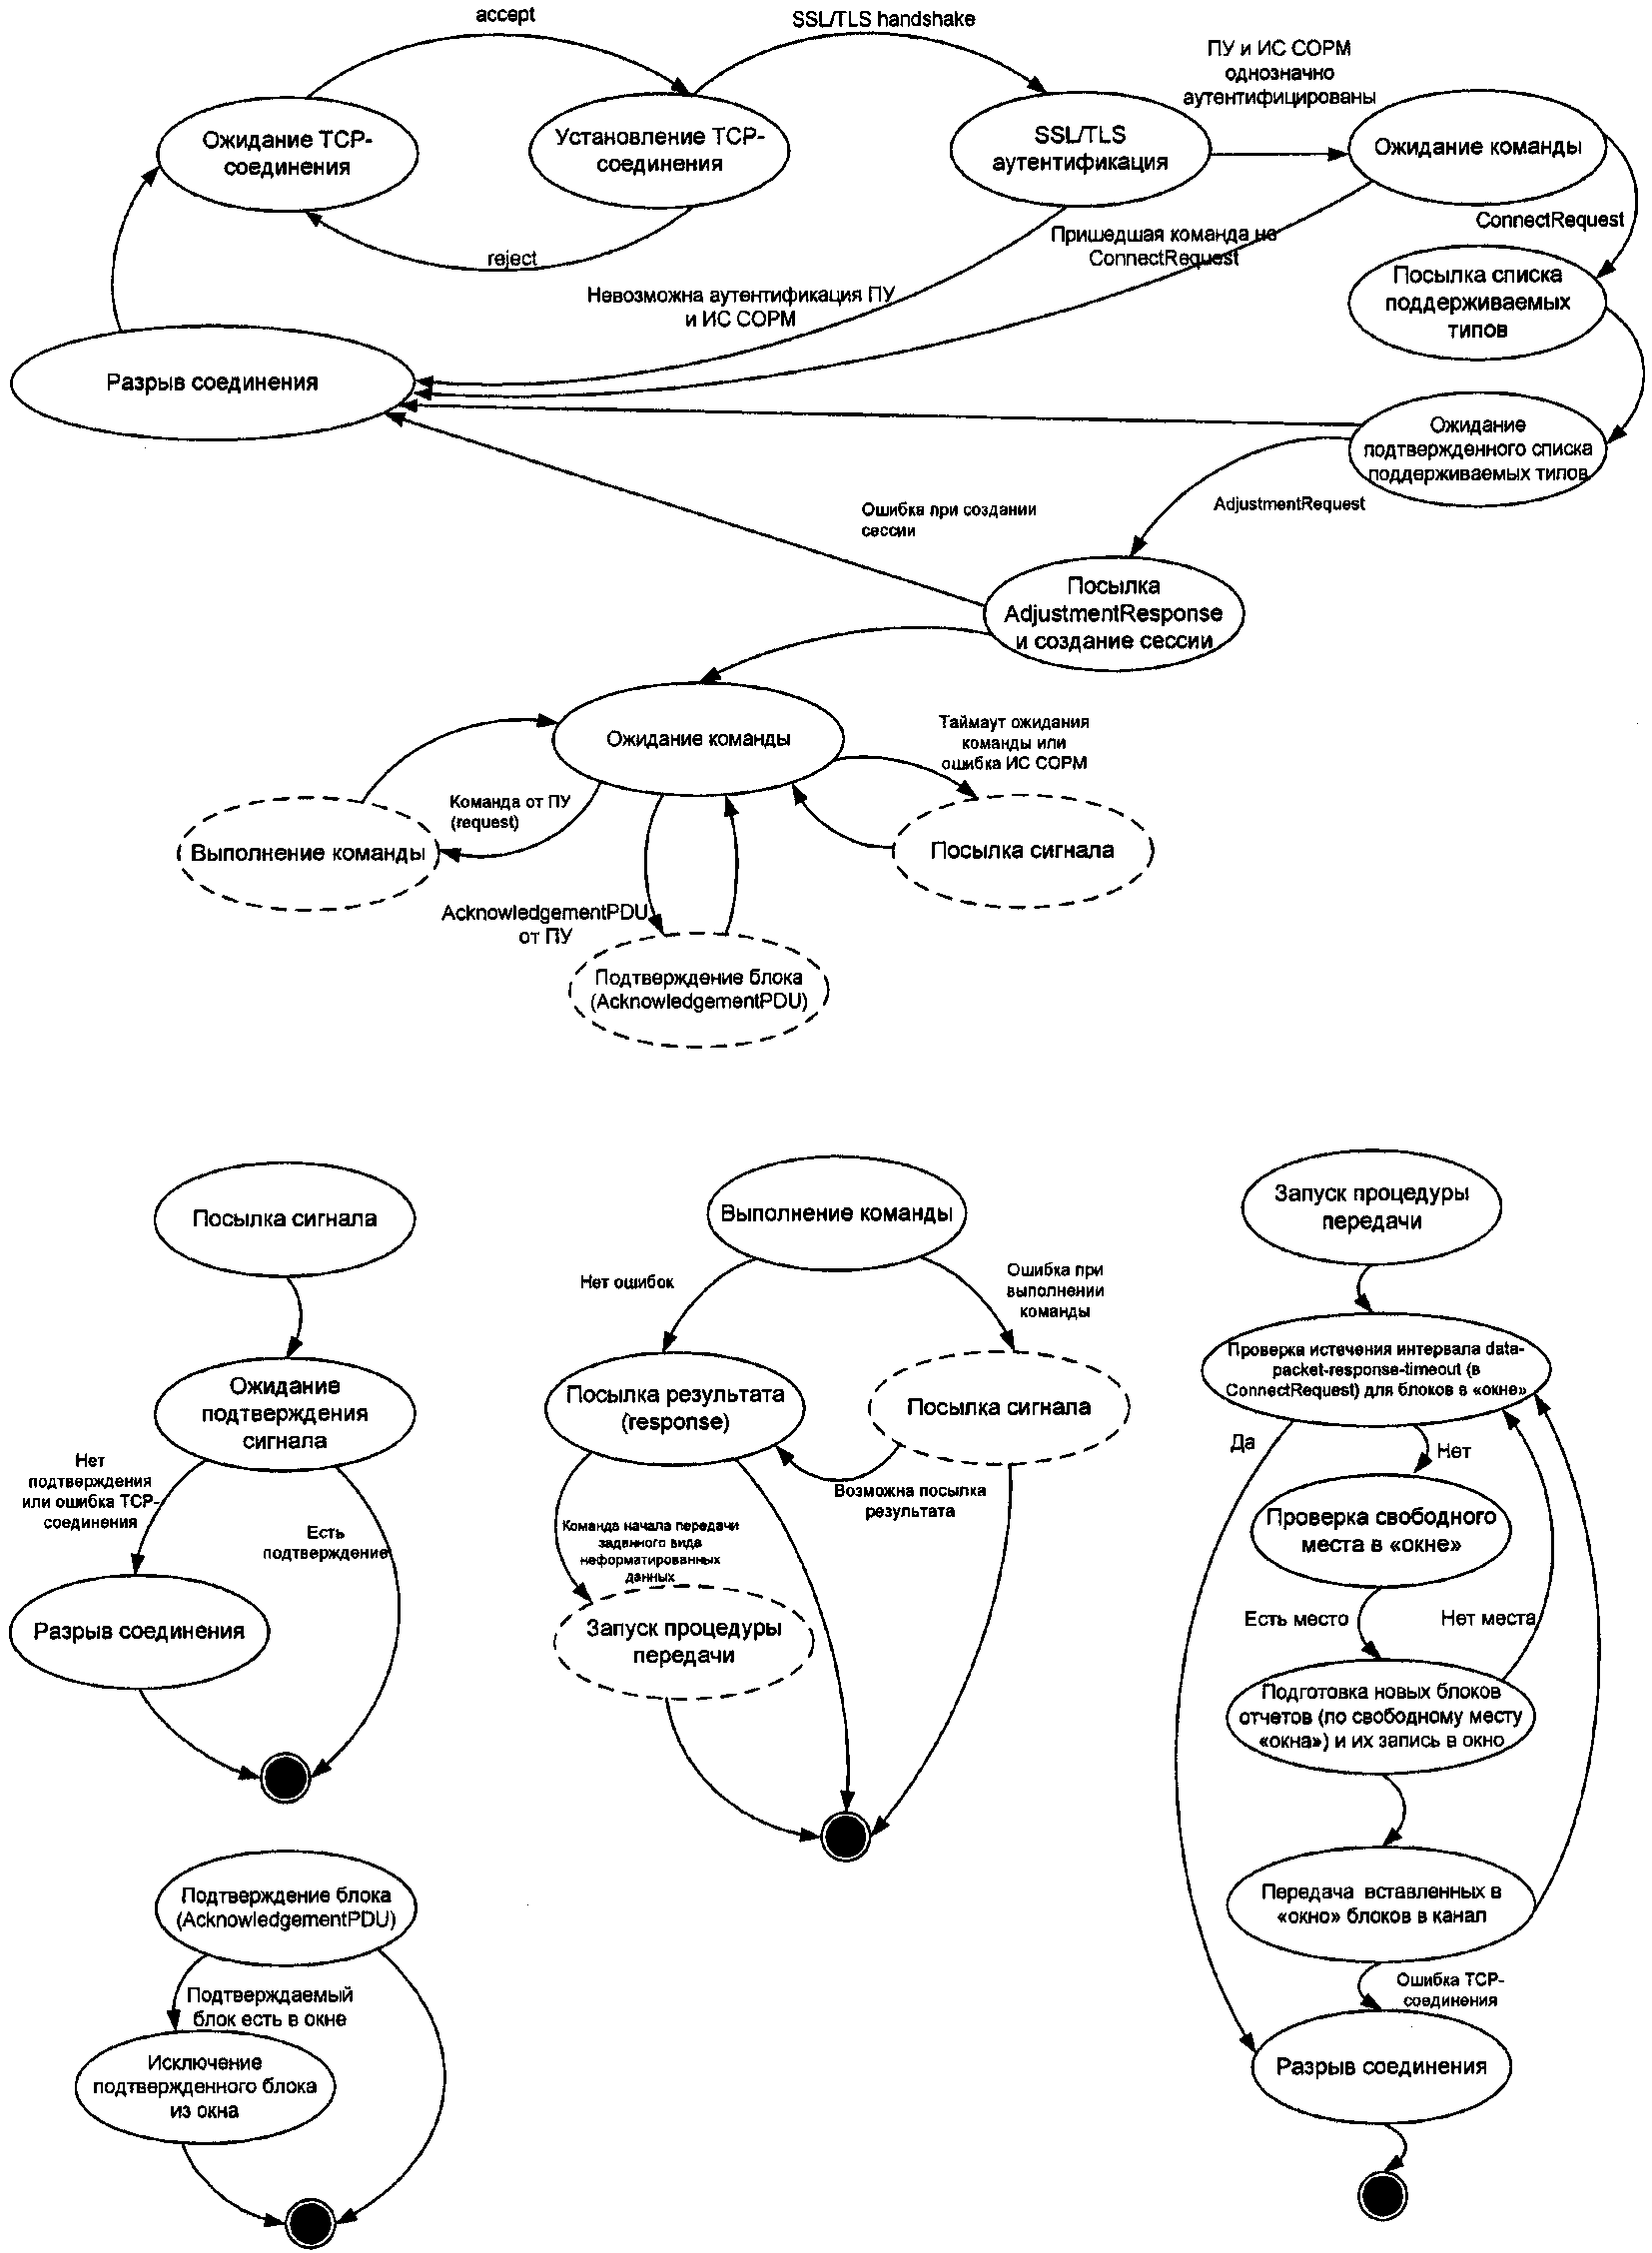 accept
SSL/TLS handshake
ПУ и ИС СОРМ
однозначно
аутентифицированы
Ожидание TCP-
соединения
Установление TCP-
соединения
SSL/TLS
аутентификация
Ожидание команды
ConnectRequest
reject
Пришедшая команда не
ConnectRequest
Невозможна аутентификация ПУ
и ИС СОРМ
Посылка списка
поддерживаемых
типов
Разрыв соединения
Ожидание
подтвержденного списка
поддерживаемых типов
Ошибка при создании
сессии
AdjustmentRequest
Посылка
AdjustmentResponse
и создание сессии
Ожидание команды
Таймаут ожидания
команды или
ошибка ИС СОРМ
Команда от ПУ
(request)
Выполнение команды
Посылка сигнала
AcknowledgementPDU
от ПУ
Подтверждение блока
(AcknowledgementPDU)
Посылка сигнала
Ожидание
подтверждения
сигнала
Нет
подтверждения
или ошибка TCP-
соединения
Есть
подтверждение
Разрыв соединения
Подтверждение блока
(AcknowledgementPDU)
Подтверждаемый
блок есть в окне
Исключение
подтвержденного блока
из окна
Выполнение команды
Нет ошибок
Ошибка при
выполнении
команды
Посылка результата
(response)
Посылка сигнала
Возможна посылка
результата
Команда начала передачи
заданного вида
неформатированных
данных
Запуск процедуры
передачи
Запуск процедуры
передачи
Проверка истечения интервала data-
packet-response-timeout (в
ConnectRequest) для блоков в «окне»
Да
Нет
Проверка свободного
места в «окне»
Есть место
Нет места
Подготовка новых блоков
отчетов (по свободному месту
«окна») и их запись в окно
Передача вставленных в
«окно» блоков в канал
Ошибка TCP-
соединения
Разрыв соединения